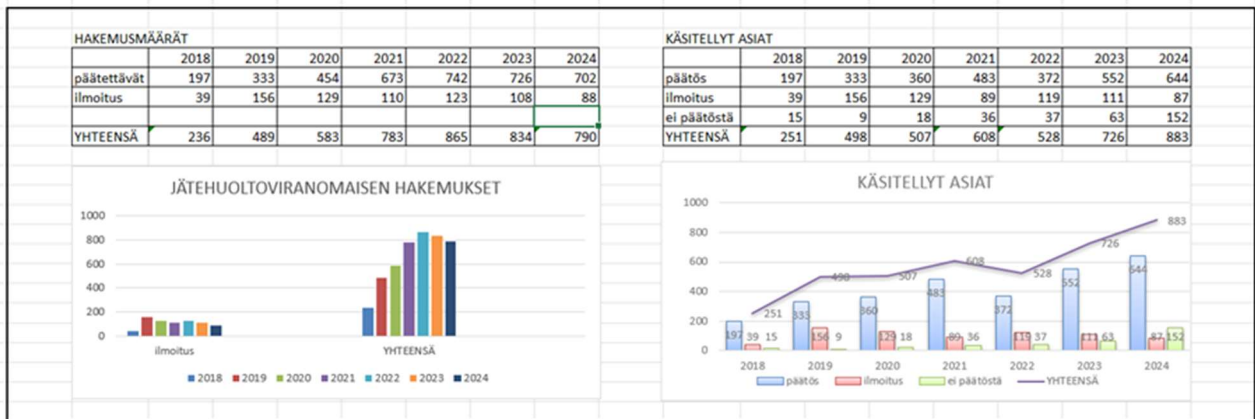 HAKEMUSMÄÄRÄT
2018 2019 2020 2021 2022 2023 2024
päätettävät 197 333 454 673 742 726 702
ilmoitus 39 156 129 110 123 108 88
YHTEENSÄ 236 489 583 783 865 834 790
KÄSITELLYT ASIAT
2018 2019 2020 2021 2022 2023 2024
päätös 197 333 360 483 372 552 644
ilmoitus 39 156 129 89 119 111 87
ei päätöstä 15 9 18 36 37 63 152
YHTEENSÄ 251 498 507 608 528 726 883
JÄTEHUOLTOVIRANOMAISEN HAKEMUKSET
1000
800
600
400
200
0
ilmoitus YHTEENSÄ
2018 2019 2020 2021 2022 2023 2024
KÄSITELLYT ASIAT
1000
800
600
400
200
0
883
726
608
528
507
498
251
644
552
483
372
360
333
197 39 15 156 9 129 18 89 36 119 37 111 63 87 152
2018 2019 2020 2021 2022 2023 2024
päätös ilmoitus ei päätöstä YHTEENSÄ